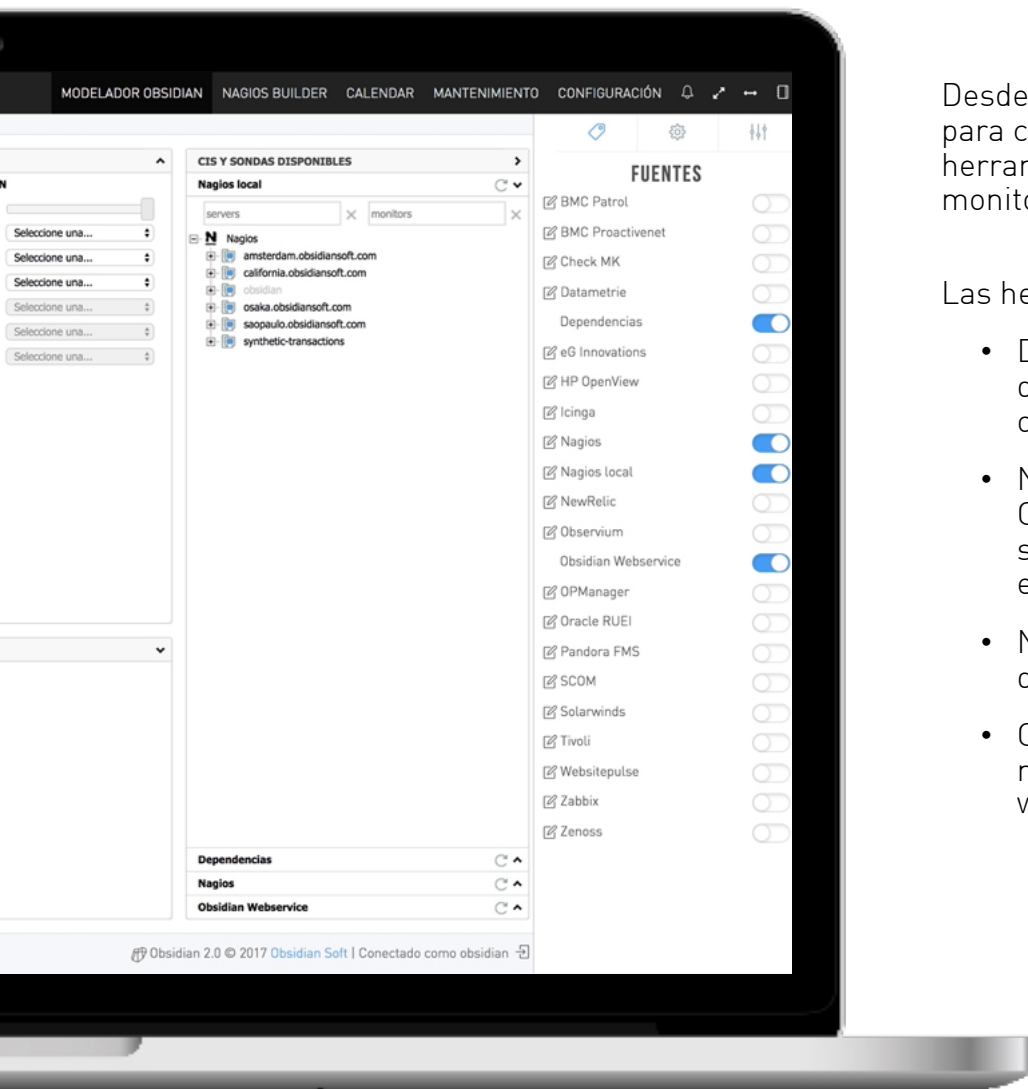 MODELADOR OBSIDIAN NAGIOS BUILDER CALENDAR MANTENIMIENTO CONFIGURACIÓN
N
Seleccione una...
Seleccione una...
Seleccione una...
Seleccione una...
Seleccione una...
Seleccione una...
CIS Y SONDAS DISPONIBLES
Nagios local
servers monitors
N Nagios
amsterdam.obsidiansoft.com
california.obsidiansoft.com
obsidian
osaka.obsidiansoft.com
saopaulo.obsidiansoft.com
synthetic-transactions
Dependencias
Nagios
Obsidian Webservice
FUENTES
BMC Patrol
BMC Proactivenet
Check MK
Datametrie
Dependencias
eG Innovations
HP OpenView
Icinga
Nagios
Nagios local
NewRelic
Observium
Obsidian Webservice
OPManager
Oracle RUEI
Pandora FMS
SCOM
Solarwinds
Tivoli
Websitepulse
Zabbix
Zenoss
Obsidian 2.0 © 2017 Obsidian Soft | Conectado como obsidian
Desde
para c
herrar
monito
Las he